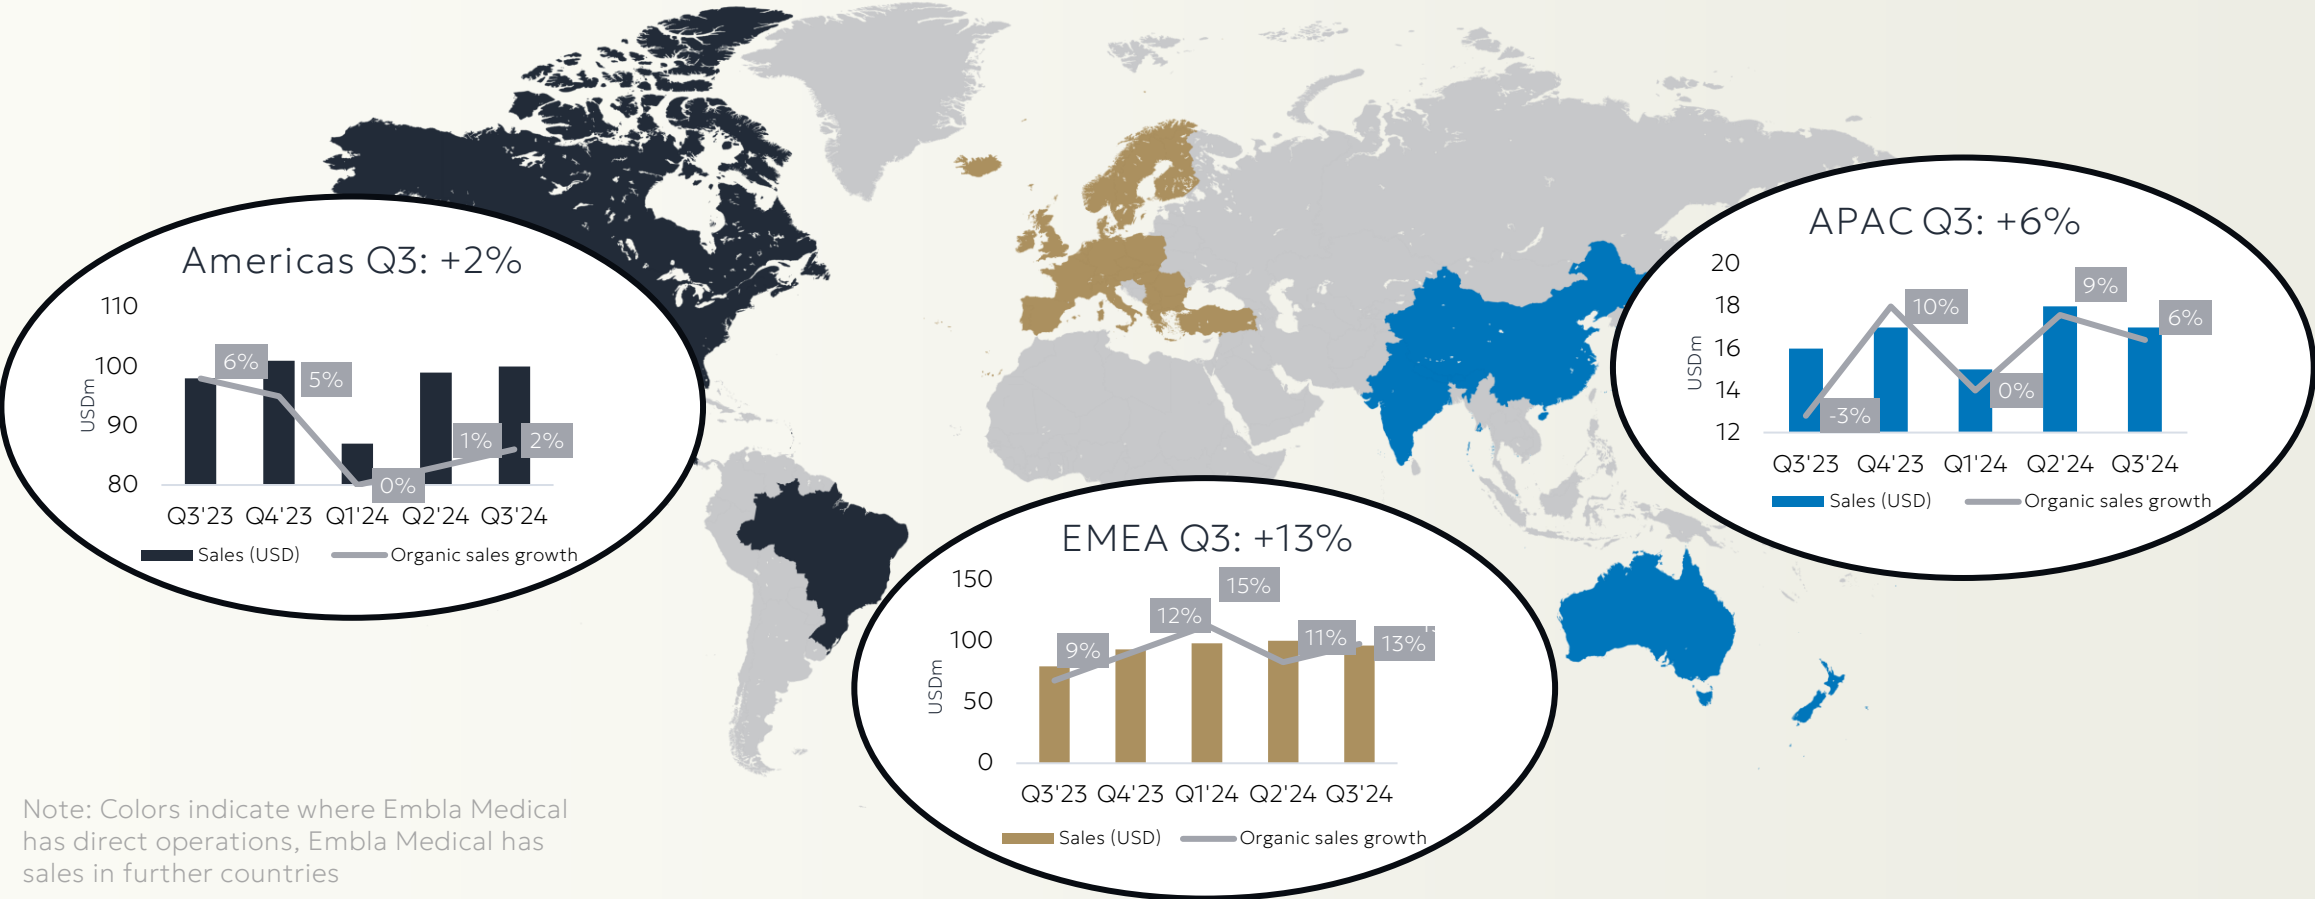 Americas Q3: +2%
110
100
90
80
USDm
6%
5%
0%
1%
2%
Q3'23 Q4'23 Q1'24 Q2'24 Q3'24
Sales (USD) Organic sales growth
EMEA Q3: +13%
150
100
50
0
USDm
9%
12%
15%
11%
13%
Q3'23 Q4'23 Q1'24 Q2'24 Q3'24
Sales (USD) Organic sales growth
APAC Q3: +6%
20
18
16
14
12
USDm
-3%
10%
0%
9%
6%
Q3'23 Q4'23 Q1'24 Q2'24 Q3'24
Sales (USD) Organic sales growth
Note: Colors indicate where Embla Medical
has direct operations, Embla Medical has
sales in further countries